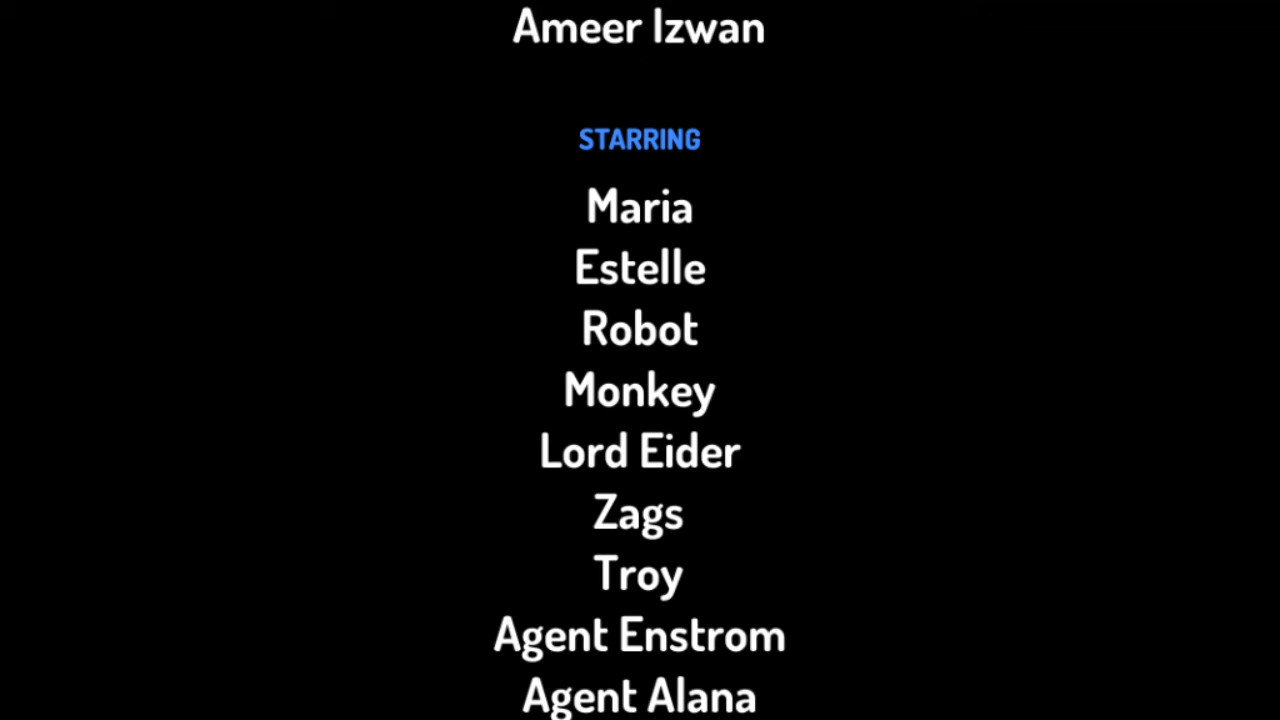 Ameer Izwan
STARRING
Maria
Estelle
Robot
Monkey
Lord Eider
Zags
Troy
Agent Enstrom
Agent Alana